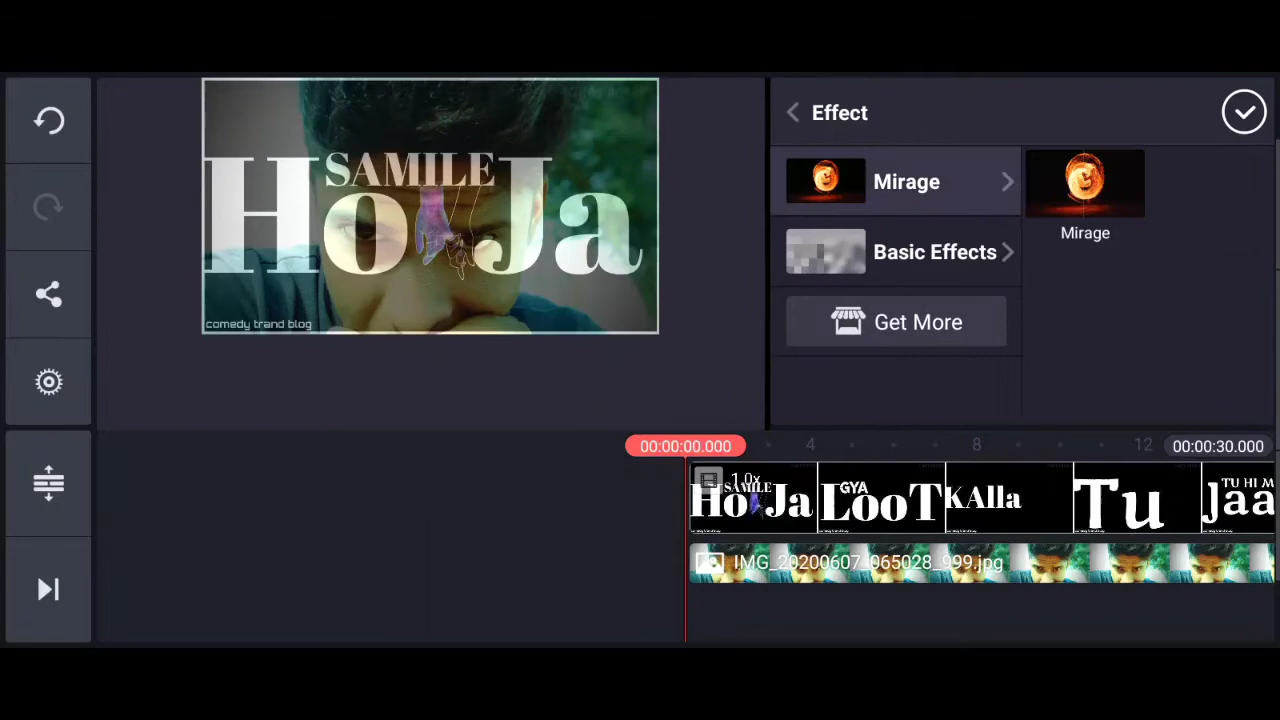 Effect
SAMILE
Ho Ja
comedy trand blog
Mirage
Mirage
Basic Effects
Get More
00:00:00.000
4
8
12
00:00:30.000
1.0x
SAMILE
Ho Ja
GYA
LooT
KAlla
Tu
TU HI M
Jaa
IMG_20200607_065028_999.jpg